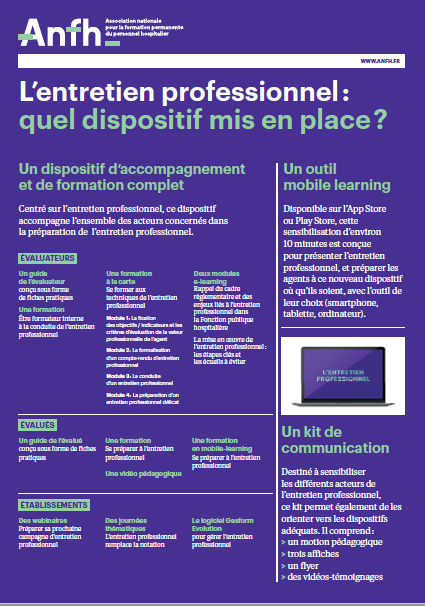 Anfh
Association nationale
pour la formation permanente
du personnel hospitalier
WWW.ANFH.FR
L’entretien professionnel :
quel dispositif mis en place ?
Un dispositif d’accompagnement
et de formation complet
Centré sur l’entretien professionnel, ce dispositif
accompagne l’ensemble des acteurs concernés dans
la préparation de l’entretien professionnel.
ÉVALUATEURS
Un guide
de l’évaluateur
conçu sous forme
de fiches pratiques
Une formation
Être formateur interne
à la conduite de l’entretien
professionnel
Une formation
à la carte
Se former aux
techniques de l’entretien
professionnel
Module 1 : La fixation
des objectifs / indicateurs et les
critères d’évaluation de la valeur
professionnelle de l’agent
Module 2 : La formalisation
d’un compte-rendu d’entretien
professionnel
Module 3 : La conduite
d’un entretien professionnel
Module 4 : La préparation d’un
entretien professionnel délicat
Deux modules
e-learning
Rappel du cadre
réglementaire et des
enjeux liés à l’entretien
professionnel dans
la Fonction publique
hospitalière
La mise en œuvre de
l’entretien professionnel :
les étapes clés et
les écueils à éviter
ÉVALUÉS
Un guide de l’évalué
conçu sous forme de fiches
pratiques
Une formation
Se préparer à l’entretien
professionnel
Une vidéo pédagogique
Une formation
en mobile-learning
Se préparer à l’entretien
professionnel
ÉTABLISSEMENTS
Des webinaires
Préparer sa prochaine
campagne d’entretien
professionnel
Des journées
thématiques
L’entretien professionnel
remplace la notation
Le logiciel Gesform
Evolution
pour gérer l’entretien
professionnel
Un outil
mobile learning
Disponible sur l’App Store
ou Play Store, cette
sensibilisation d’environ
10 minutes est conçue
pour présenter l’entretien
professionnel, et préparer les
agents à ce nouveau dispositif
où qu’ils soient, avec l’outil de
leur choix (smartphone,
tablette, ordinateur).
L’ENTRETIEN
PROFESSIONNEL
Un kit de
communication
Destiné à sensibiliser
les différents acteurs de
l’entretien professionnel,
ce kit permet également de les
orienter vers les dispositifs
adéquats. Il comprend :
> un motion pédagogique
> trois affiches
> un flyer
> des vidéos-témoignages